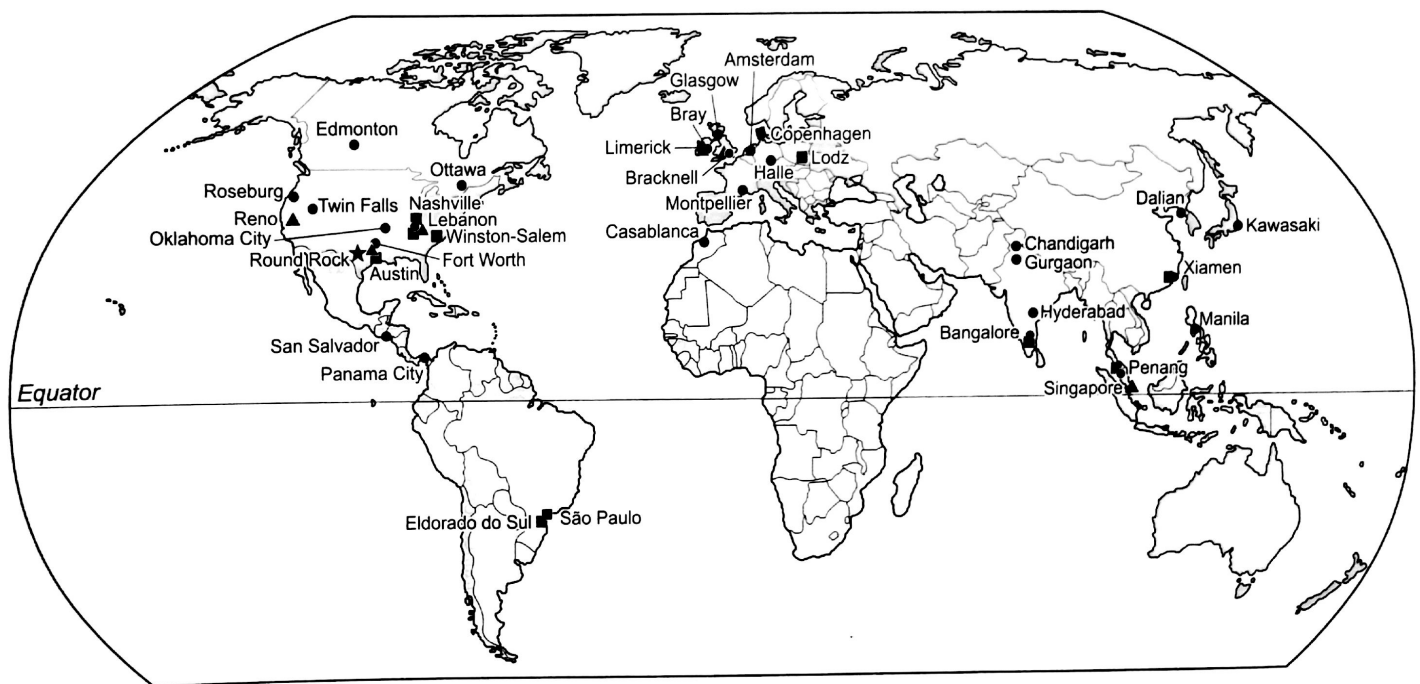 Amsterdam
Glasgow
Bray
Edmonton
Copenhagen
Limerick
Lodz
Ottawa
Bracknell
Halle
Roseburg
Twin Falls
Nashville
Montpellier
Dalian
Reno
Lebanon
Kawasaki
Oklahoma City
Winston-Salem
Casablanca
Chandigarh
Round Rock
Fort Worth
Gurgaon
Austin
Xiamen
Hyderabad
Manila
Bangalore
San Salvador
Penang
Panama City
Singapore
Equator
Eldorado do Sul
São Paulo